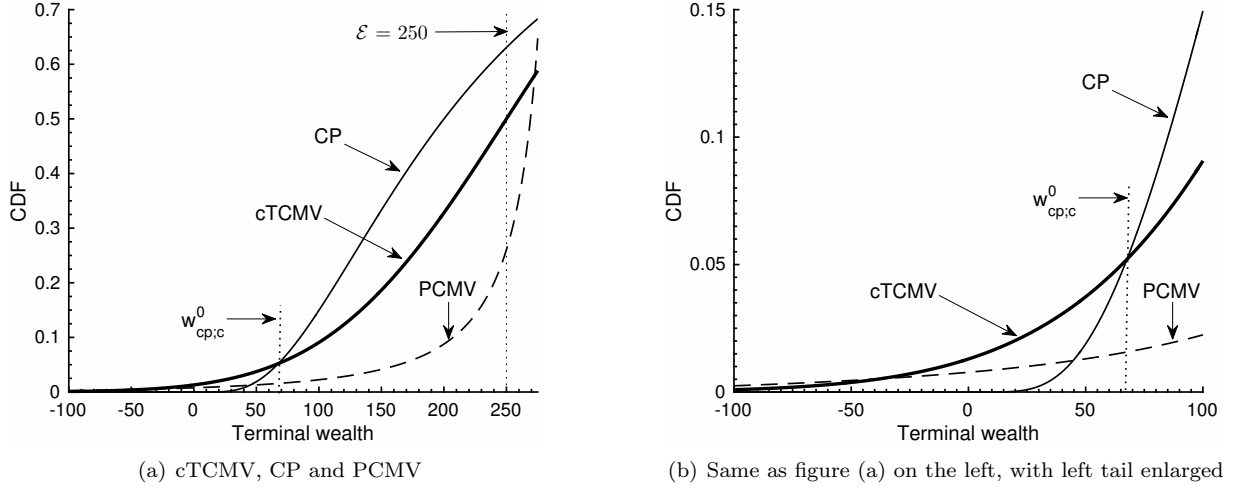 0.7
0.6
0.5
0.4
0.3
0.2
0.1
0
CDF
-100
-50
0
50
100
150
200
250
Terminal wealth
ℰ = 250
CP
cTCMV
PCMV
w⁰cp;c
(a) cTCMV, CP and PCMV
0.15
0.1
0.05
0
CDF
-100
-50
0
50
100
Terminal wealth
CP
w⁰cp;c
cTCMV
PCMV
(b) Same as figure (a) on the left, with left tail enlarged